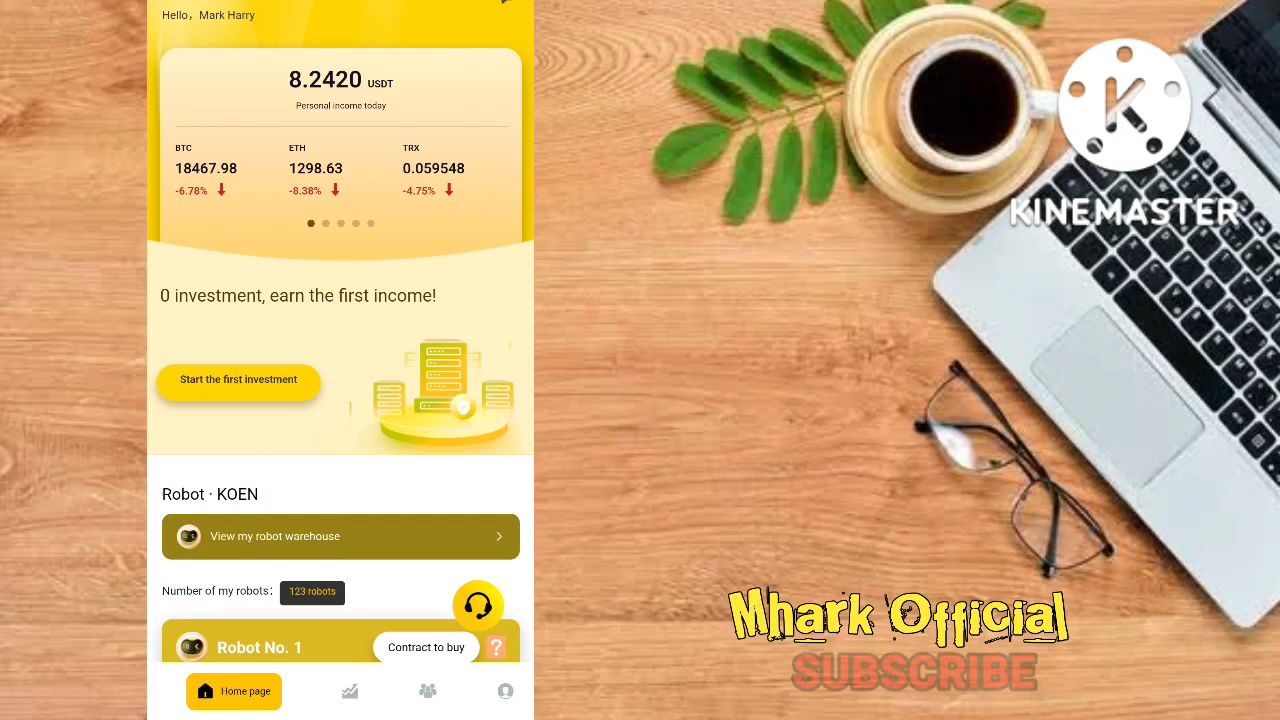 Hello，Mark Harry
8.2420 USDT
Personal income today
BTC ETH TRX
18467.98 1298.63 0.059548
-6.78% -8.38% -4.75%
0 investment, earn the first income!
Start the first investment
Robot · KOEN
View my robot warehouse
Number of my robots：123 robots
Robot No. 1 Contract to buy ?
Home page
K
KINEMASTER
Mhark Official
SUBSCRIBE